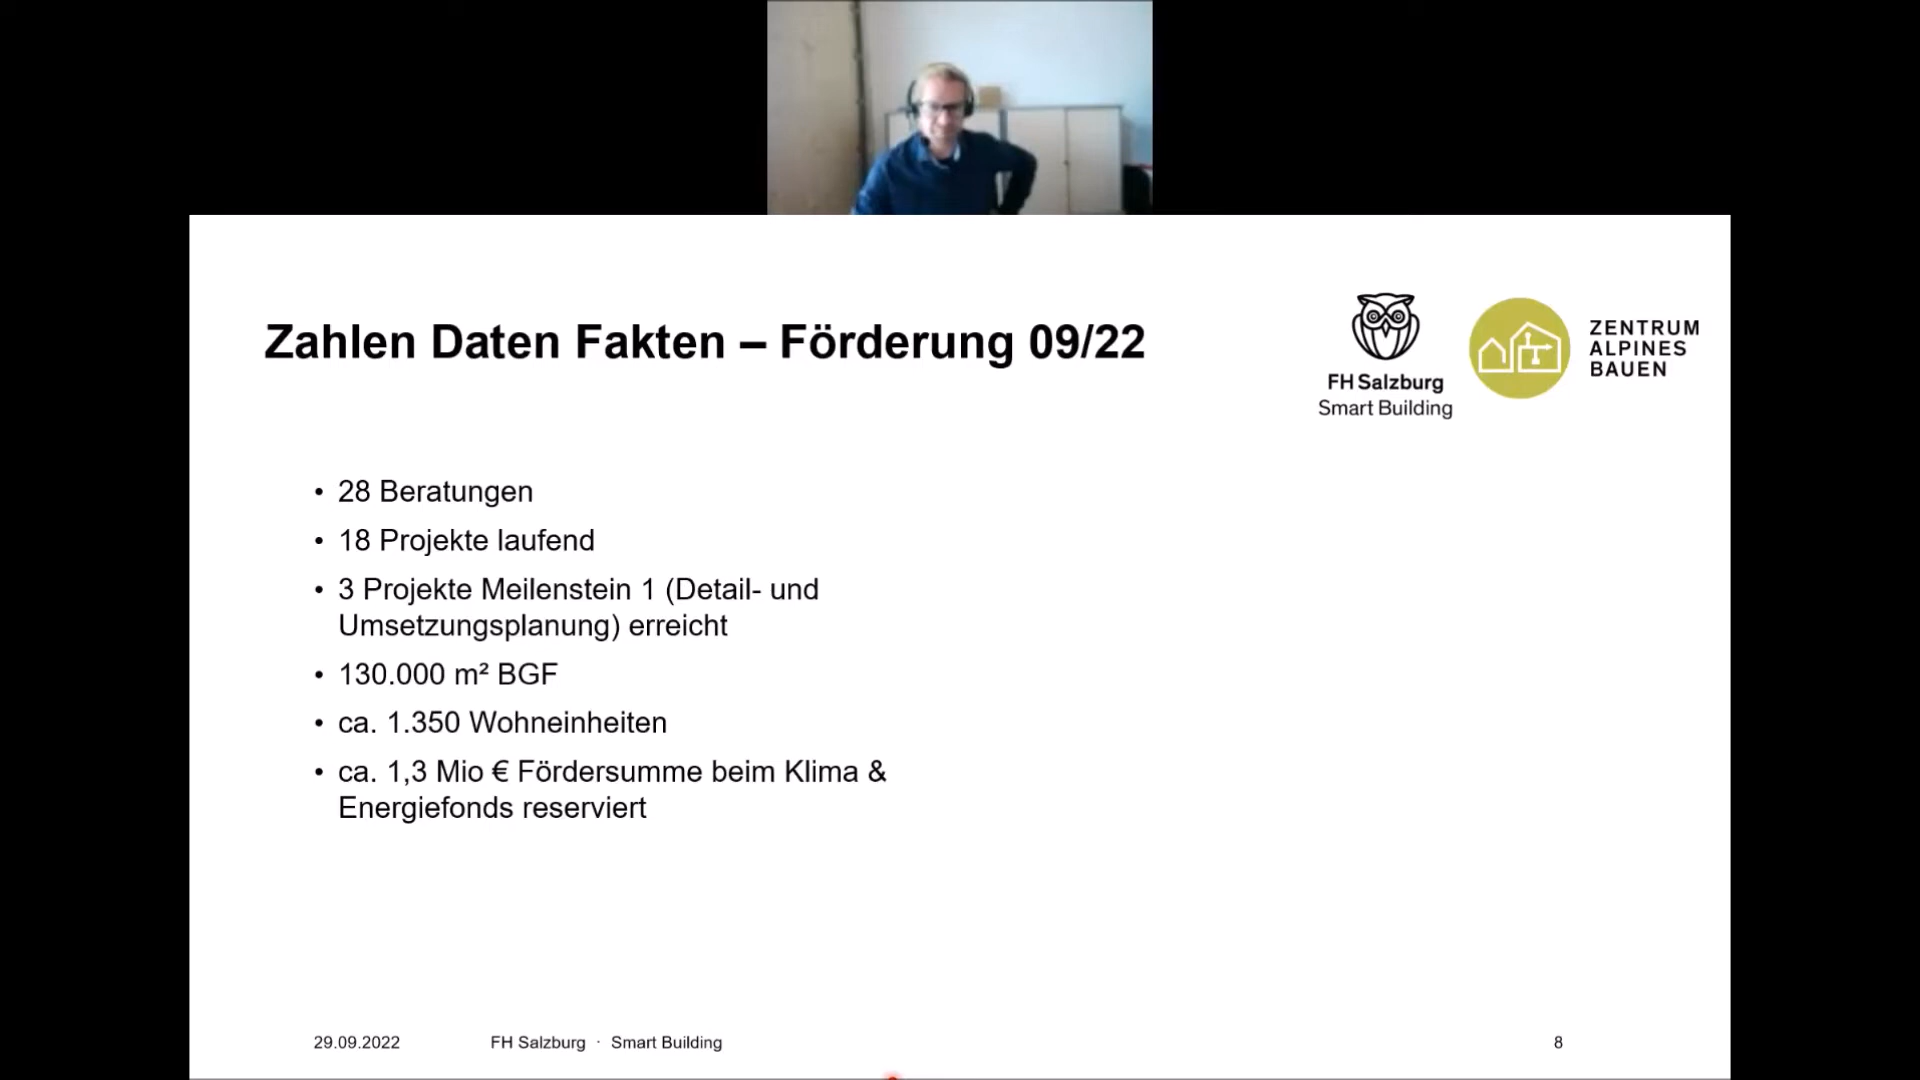 Zahlen Daten Fakten – Förderung 09/22
FH Salzburg
Smart Building
ZENTRUM
ALPINES
BAUEN
• 28 Beratungen
• 18 Projekte laufend
• 3 Projekte Meilenstein 1 (Detail- und
Umsetzungsplanung) erreicht
• 130.000 m² BGF
• ca. 1.350 Wohneinheiten
• ca. 1,3 Mio € Fördersumme beim Klima &
Energiefonds reserviert
29.09.2022 FH Salzburg · Smart Building 8